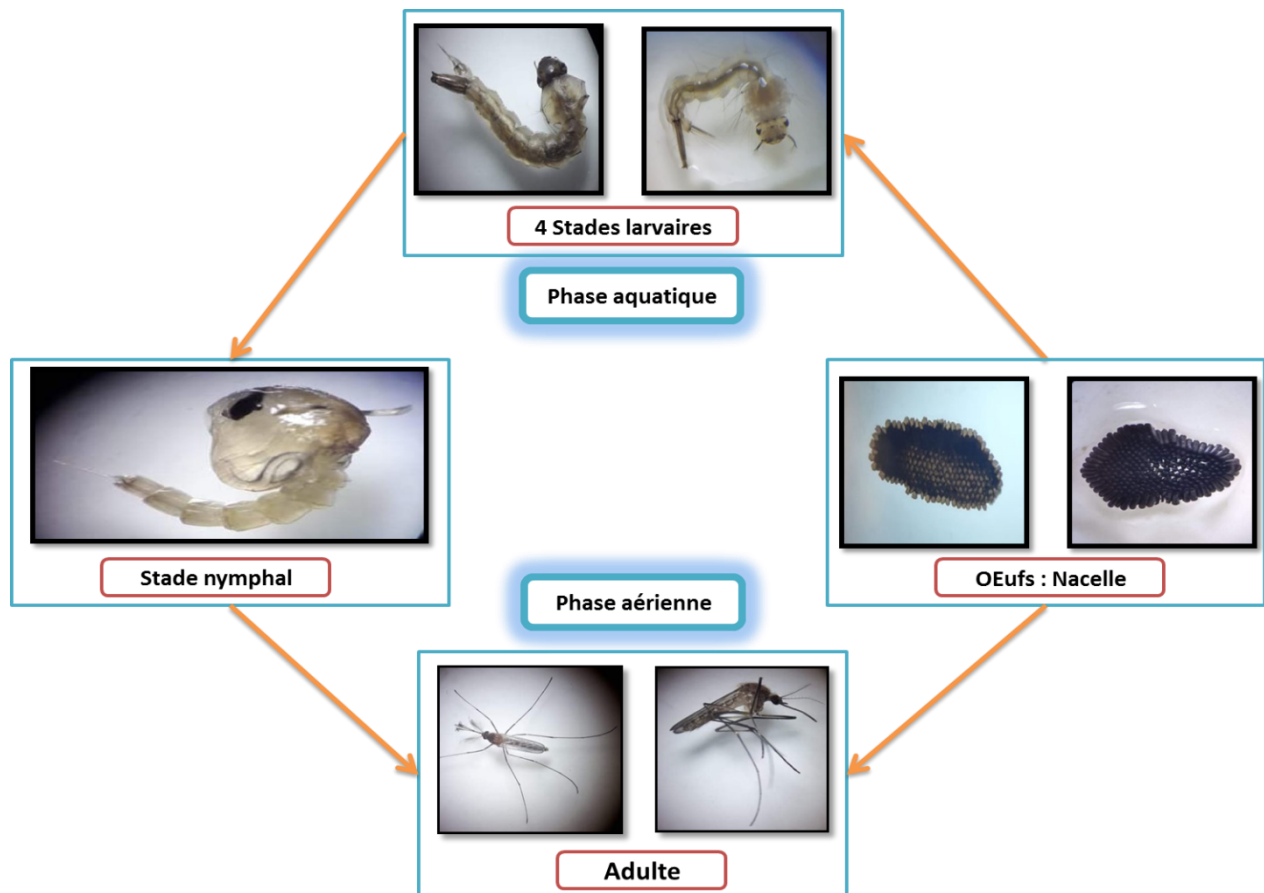 4 Stades larvaires
Phase aquatique
Stade nymphal
OEufs : Nacelle
Phase aérienne
Adulte